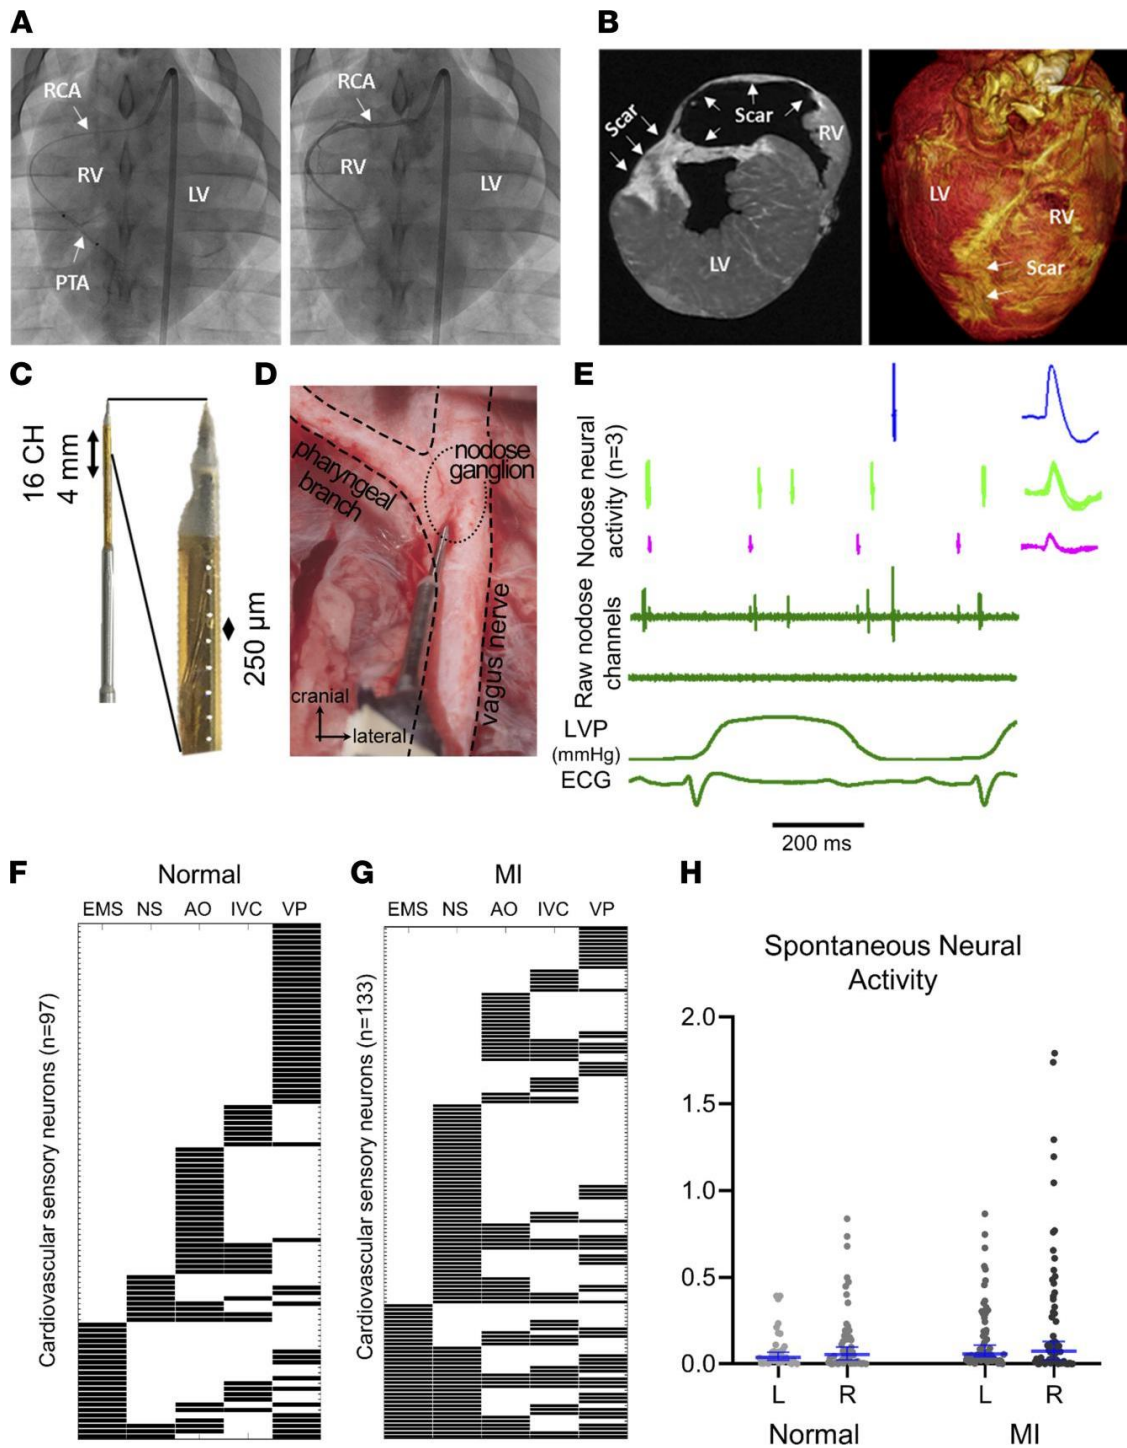 A
RCA
RV
LV
PTA
RCA
RV
LV
B
Scar
Scar
RV
LV
LV
RV
Scar
C
16 CH
4 mm
250 µm
D
nodose
ganglion
pharyngeal
branch
vagus nerve
cranial
lateral
E
Nodose neural
activity (n=3)
Raw nodose
channels
LVP
(mmHg)
ECG
200 ms
F
Normal
EMS NS AO IVC VP
Cardiovascular sensory neurons (n=97)
G
MI
EMS NS AO IVC VP
Cardiovascular sensory neurons (n=133)
H
Spontaneous Neural
Activity
2.0
1.5
1.0
0.5
0.0
L R L R
Normal MI